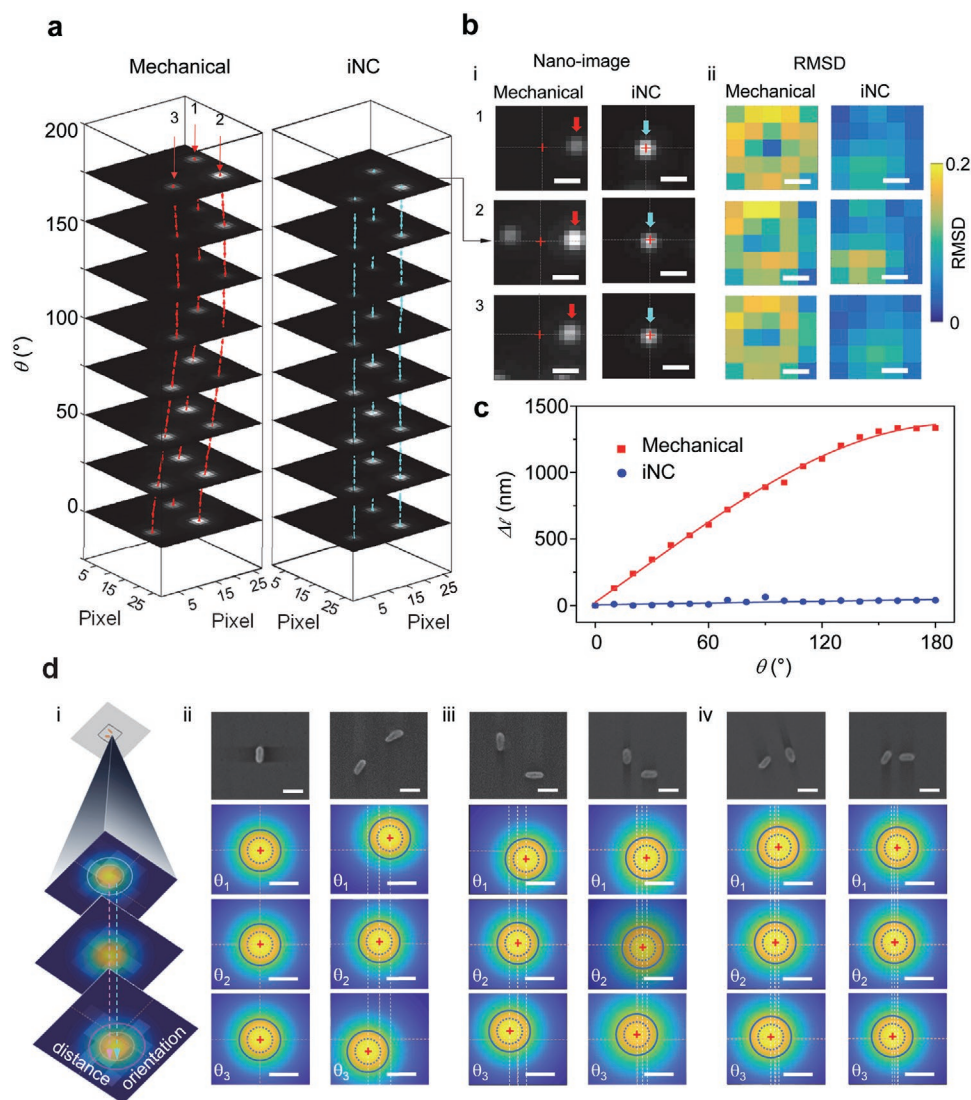 a
Mechanical
iNC
3
1
2
200
150
100
50
0
θ (°)
5
15
25
Pixel
5
15
25
Pixel
5
15
25
Pixel
5
15
25
b
i
Nano-image
Mechanical
iNC
1
2
3
ii
RMSD
Mechanical
iNC
0.2
RMSD
0
c
1500
1000
500
0
Δℓ (nm)
Mechanical
iNC
0
60
120
180
θ (°)
d
i
distance
orientation
ii
iii
iv
θ1
θ1
θ1
θ1
θ1
θ1
θ2
θ2
θ2
θ2
θ2
θ2
θ3
θ3
θ3
θ3
θ3
θ3